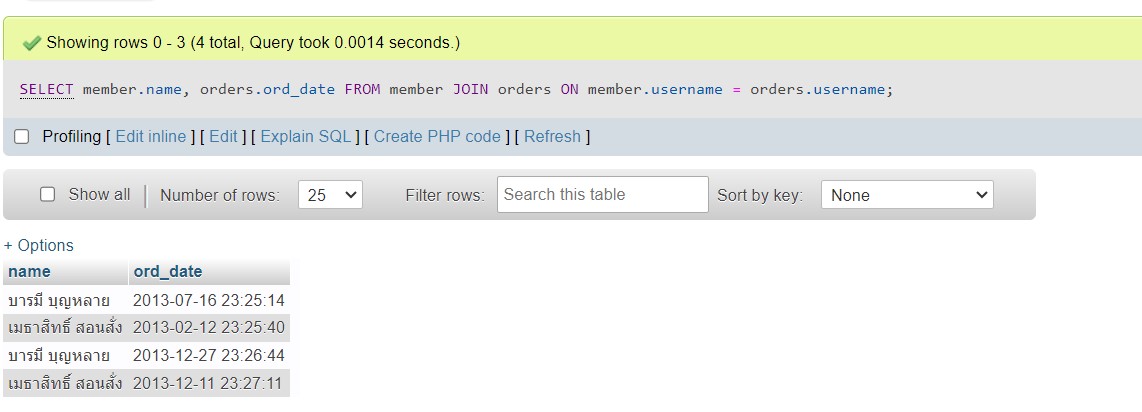 Showing rows 0 - 3 (4 total, Query took 0.0014 seconds.)
SELECT member.name, orders.ord_date FROM member JOIN orders ON member.username = orders.username;
Profiling [ Edit inline ] [ Edit ] [ Explain SQL ] [ Create PHP code ] [ Refresh ]
Show all Number of rows: 25 Filter rows: Search this table Sort by key: None
+ Options
name ord_date
บารมี บุญหลาย 2013-07-16 23:25:14
เมธาสิทธิ์ สอนสั่ง 2013-02-12 23:25:40
บารมี บุญหลาย 2013-12-27 23:26:44
เมธาสิทธิ์ สอนสั่ง 2013-12-11 23:27:11